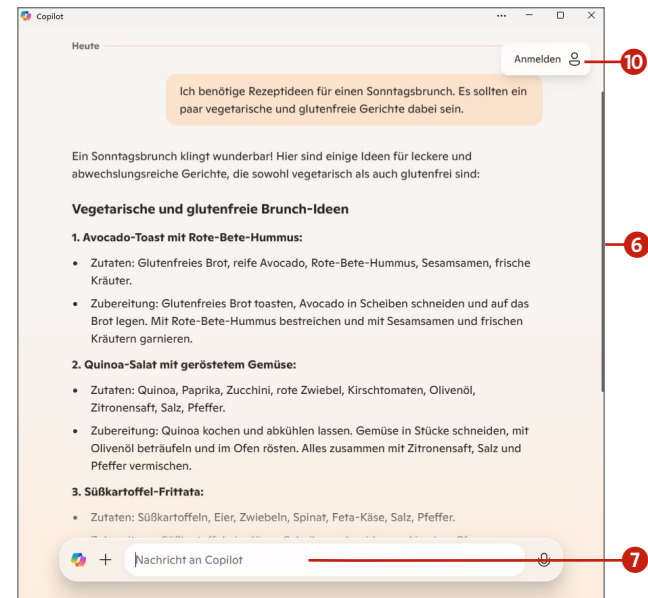 Copilot
Heute
Anmelden
10
Ich benötige Rezeptideen für einen Sonntagsbrunch. Es sollten ein
paar vegetarische und glutenfreie Gerichte dabei sein.
Ein Sonntagsbrunch klingt wunderbar! Hier sind einige Ideen für leckere und
abwechslungsreiche Gerichte, die sowohl vegetarisch als auch glutenfrei sind:
Vegetarische und glutenfreie Brunch-Ideen
6
1. Avocado-Toast mit Rote-Bete-Hummus:
• Zutaten: Glutenfreies Brot, reife Avocado, Rote-Bete-Hummus, Sesamsamen, frische
Kräuter.
• Zubereitung: Glutenfreies Brot toasten, Avocado in Scheiben schneiden und auf das
Brot legen. Mit Rote-Bete-Hummus bestreichen und mit Sesamsamen und frischen
Kräutern garnieren.
2. Quinoa-Salat mit geröstetem Gemüse:
• Zutaten: Quinoa, Paprika, Zucchini, rote Zwiebel, Kirschtomaten, Olivenöl,
Zitronensaft, Salz, Pfeffer.
• Zubereitung: Quinoa kochen und abkühlen lassen. Gemüse in Stücke schneiden, mit
Olivenöl beträufeln und im Ofen rösten. Alles zusammen mit Zitronensaft, Salz und
Pfeffer vermischen.
3. Süßkartoffel-Frittata:
• Zutaten: Süßkartoffeln, Eier, Zwiebeln, Spinat, Feta-Käse, Salz, Pfeffer.
Nachricht an Copilot
7